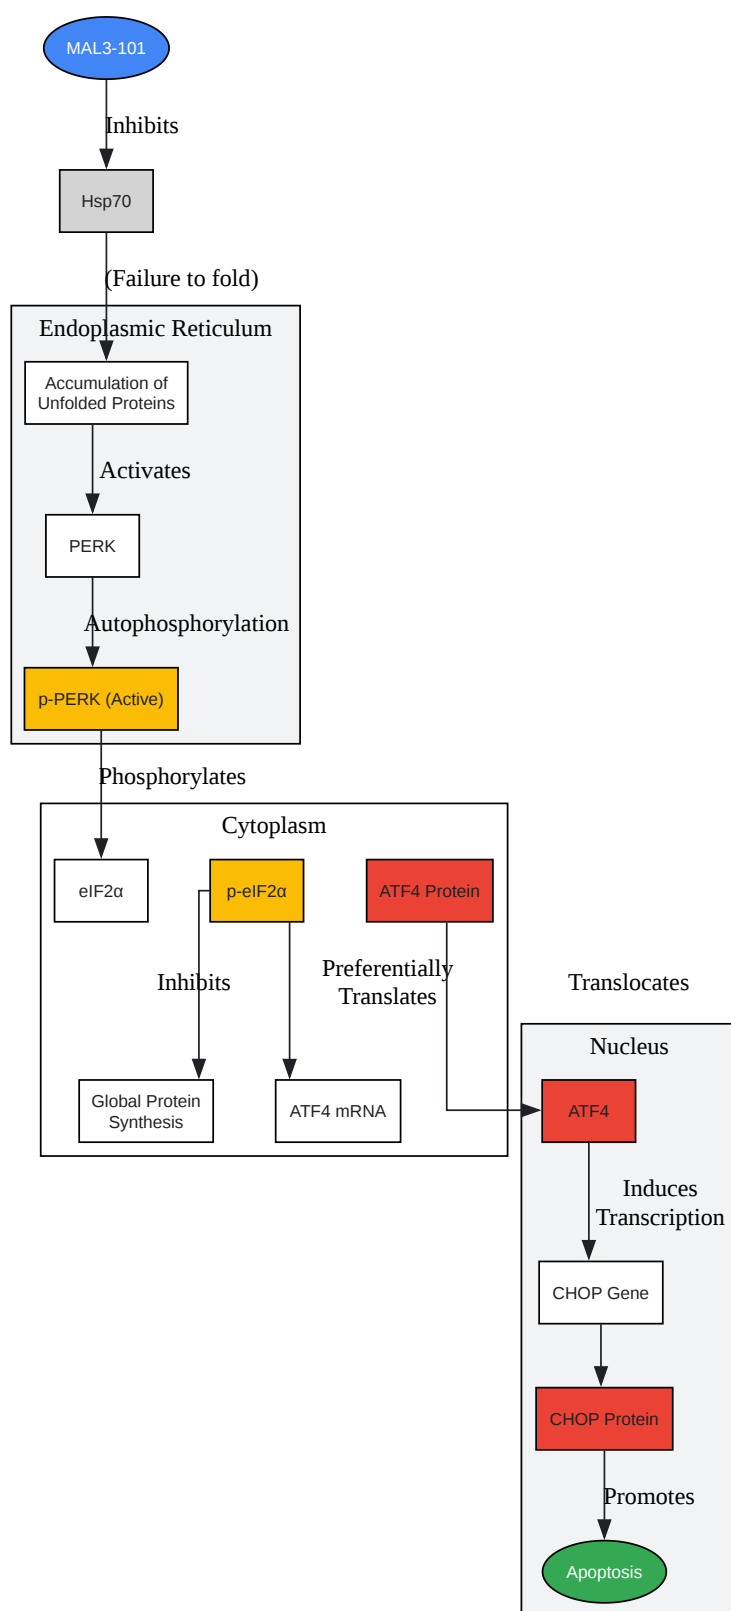 MAL3-101
Inhibits
Hsp70
(Failure to fold)
Endoplasmic Reticulum
Accumulation of
Unfolded Proteins
Activates
PERK
Autophosphorylation
p-PERK (Active)
Phosphorylates
Cytoplasm
eIF2α
p-eIF2α
ATF4 Protein
Inhibits
Preferentially
Translates
Translocates
Global Protein
Synthesis
ATF4 mRNA
Nucleus
ATF4
Induces
Transcription
CHOP Gene
CHOP Protein
Promotes
Apoptosis